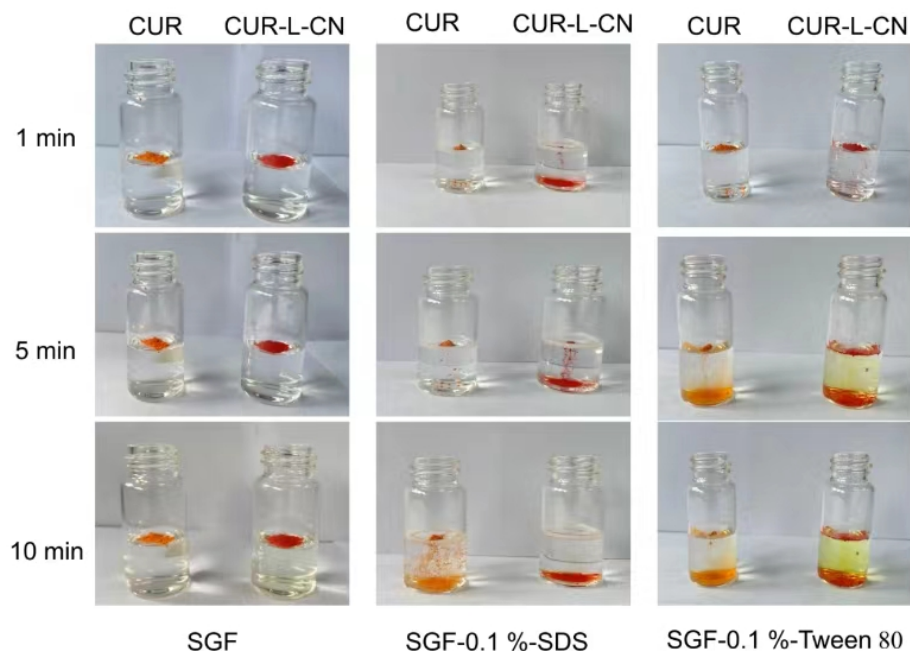 CUR CUR-L-CN CUR CUR-L-CN CUR CUR-L-CN
1 min
5 min
10 min
SGF SGF-0.1 %-SDS SGF-0.1 %-Tween 80